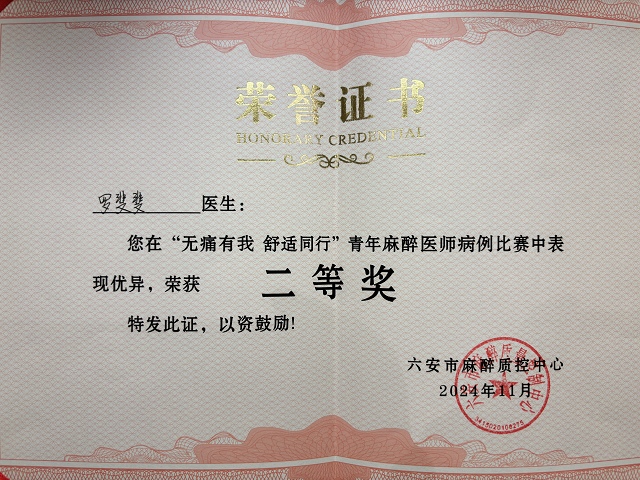 荣誉证书
HONORARY CREDENTIAL
罗斐斐 医生：
您在“无痛有我 舒适同行”青年麻醉医师病例比赛中表
现优异，荣获 二等奖
特发此证，以资鼓励！
六安市麻醉质控中心
2024年11月